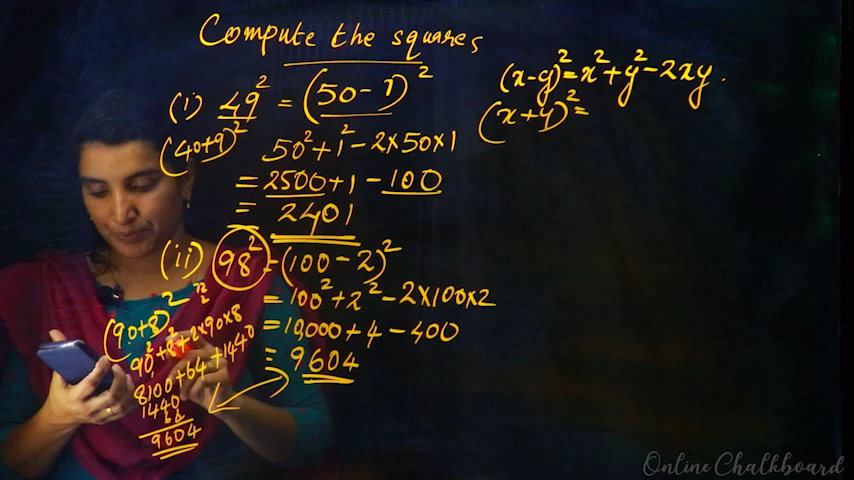 Compute the squares
(x-y)² = x² + y² - 2xy.
(x+y)² =
(i) 49² = (50-1)²
(40+9)²
50² + 1² - 2×50×1
= 2500 + 1 - 100
= 2401
(ii) 98² = (100-2)²
= 100² + 2² - 2×100×2
= 10,000 + 4 - 400
= 9604
(90+8)² =
90² + 8² + 2×90×8
8100 + 64 + 1440
1440
64
9604
Online Chalkboard